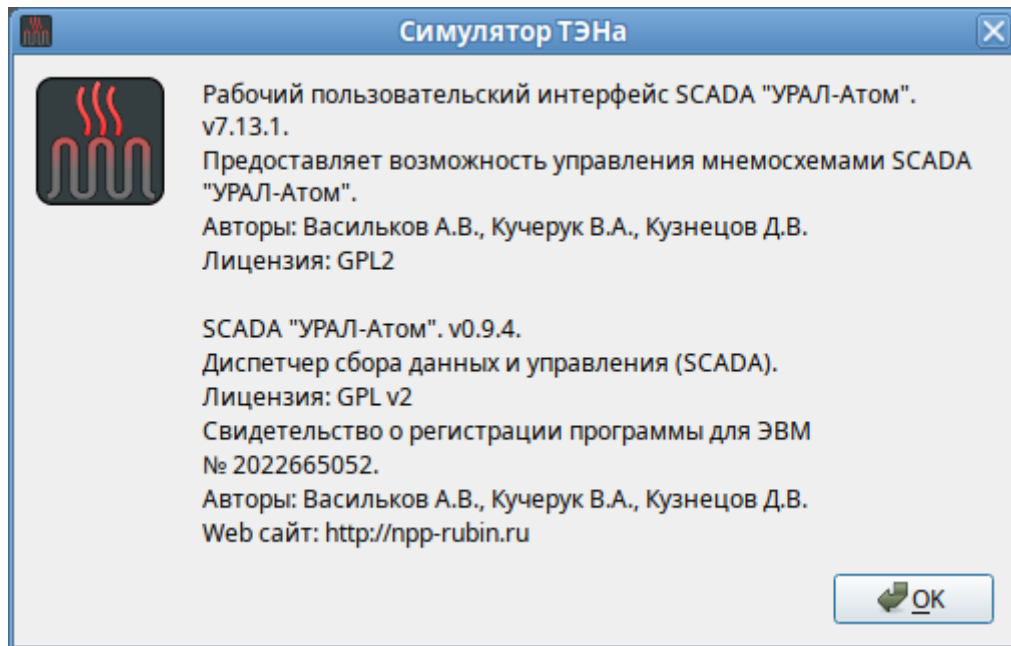 Симулятор ТЭНа
Рабочий пользовательский интерфейс SCADA "УРАЛ-Атом".
v7.13.1.
Предоставляет возможность управления мнемосхемами SCADA
"УРАЛ-Атом".
Авторы: Васильков А.В., Кучерук В.А., Кузнецов Д.В.
Лицензия: GPL2
SCADA "УРАЛ-Атом". v0.9.4.
Диспетчер сбора данных и управления (SCADA).
Лицензия: GPL v2
Свидетельство о регистрации программы для ЭВМ
№ 2022665052.
Авторы: Васильков А.В., Кучерук В.А., Кузнецов Д.В.
Web сайт: http://npp-rubin.ru
OK